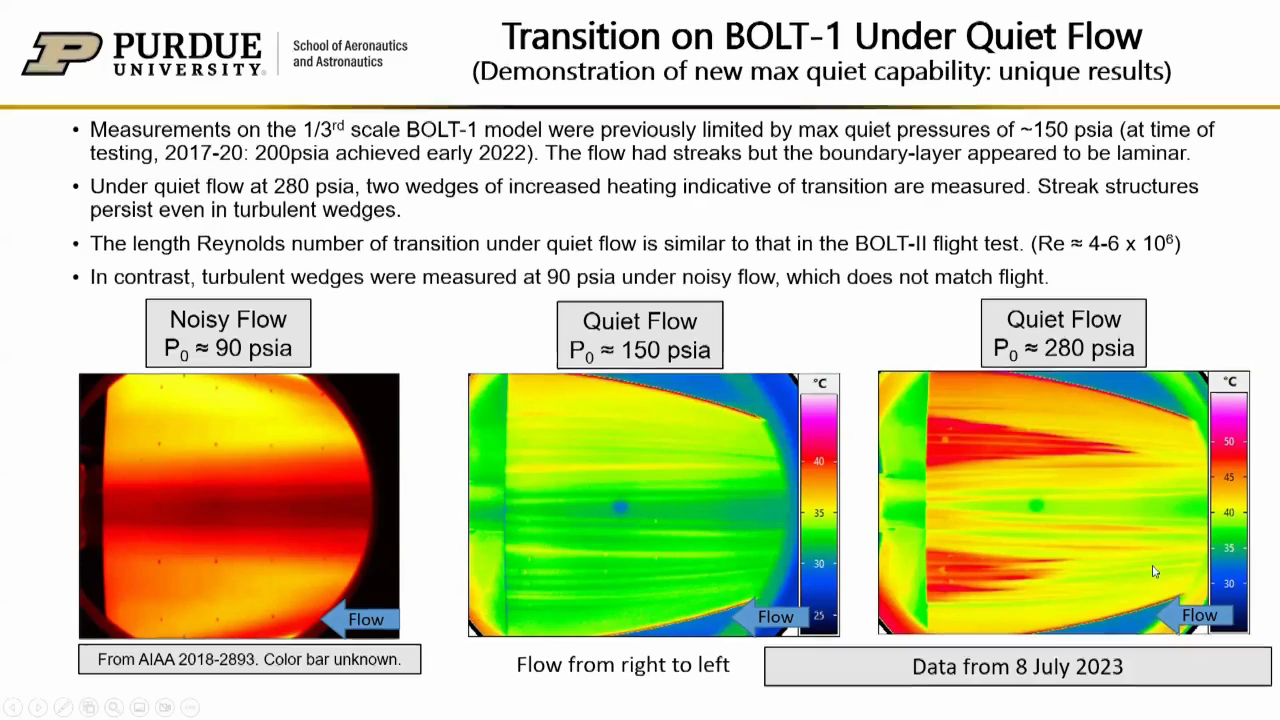 PURDUE
UNIVERSITY®
School of Aeronautics
and Astronautics
Transition on BOLT-1 Under Quiet Flow
(Demonstration of new max quiet capability: unique results)
• Measurements on the 1/3rd scale BOLT-1 model were previously limited by max quiet pressures of ~150 psia (at time of
testing, 2017-20: 200psia achieved early 2022). The flow had streaks but the boundary-layer appeared to be laminar.
• Under quiet flow at 280 psia, two wedges of increased heating indicative of transition are measured. Streak structures
persist even in turbulent wedges.
• The length Reynolds number of transition under quiet flow is similar to that in the BOLT-II flight test. (Re ≈ 4-6 x 10⁶)
• In contrast, turbulent wedges were measured at 90 psia under noisy flow, which does not match flight.
Noisy Flow
P₀ ≈ 90 psia
Quiet Flow
P₀ ≈ 150 psia
Quiet Flow
P₀ ≈ 280 psia
Flow
°C
40
35
30
25
Flow
°C
50
45
40
35
30
Flow
From AIAA 2018-2893. Color bar unknown.
Flow from right to left
Data from 8 July 2023